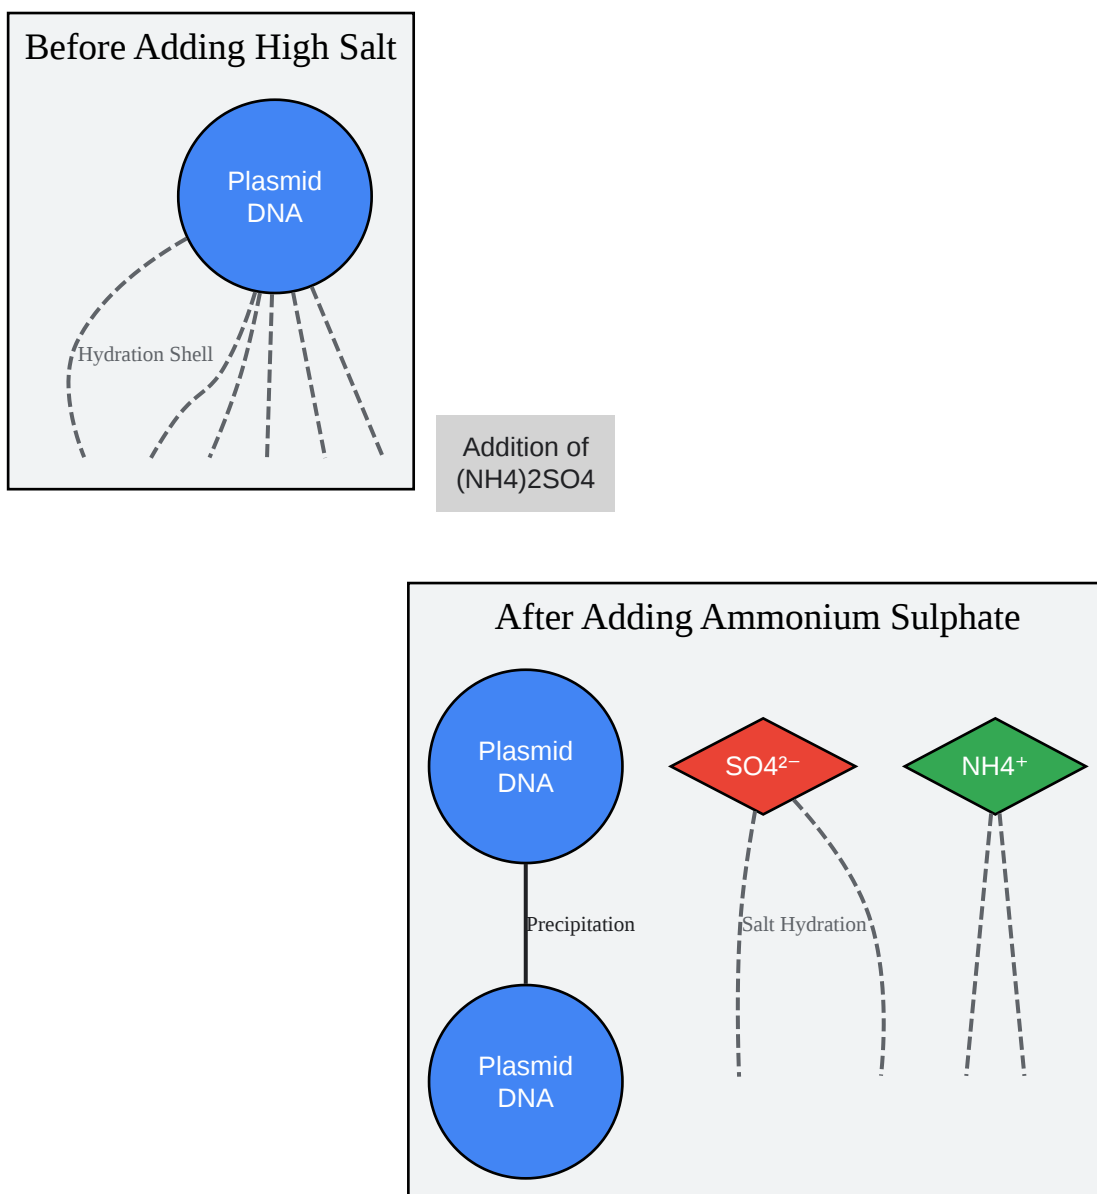 Before Adding High Salt
Plasmid
DNA
Hydration Shell
Addition of
(NH4)2SO4
After Adding Ammonium Sulphate
Plasmid
DNA
SO4²⁻
NH4⁺
Precipitation
Salt Hydration
Plasmid
DNA